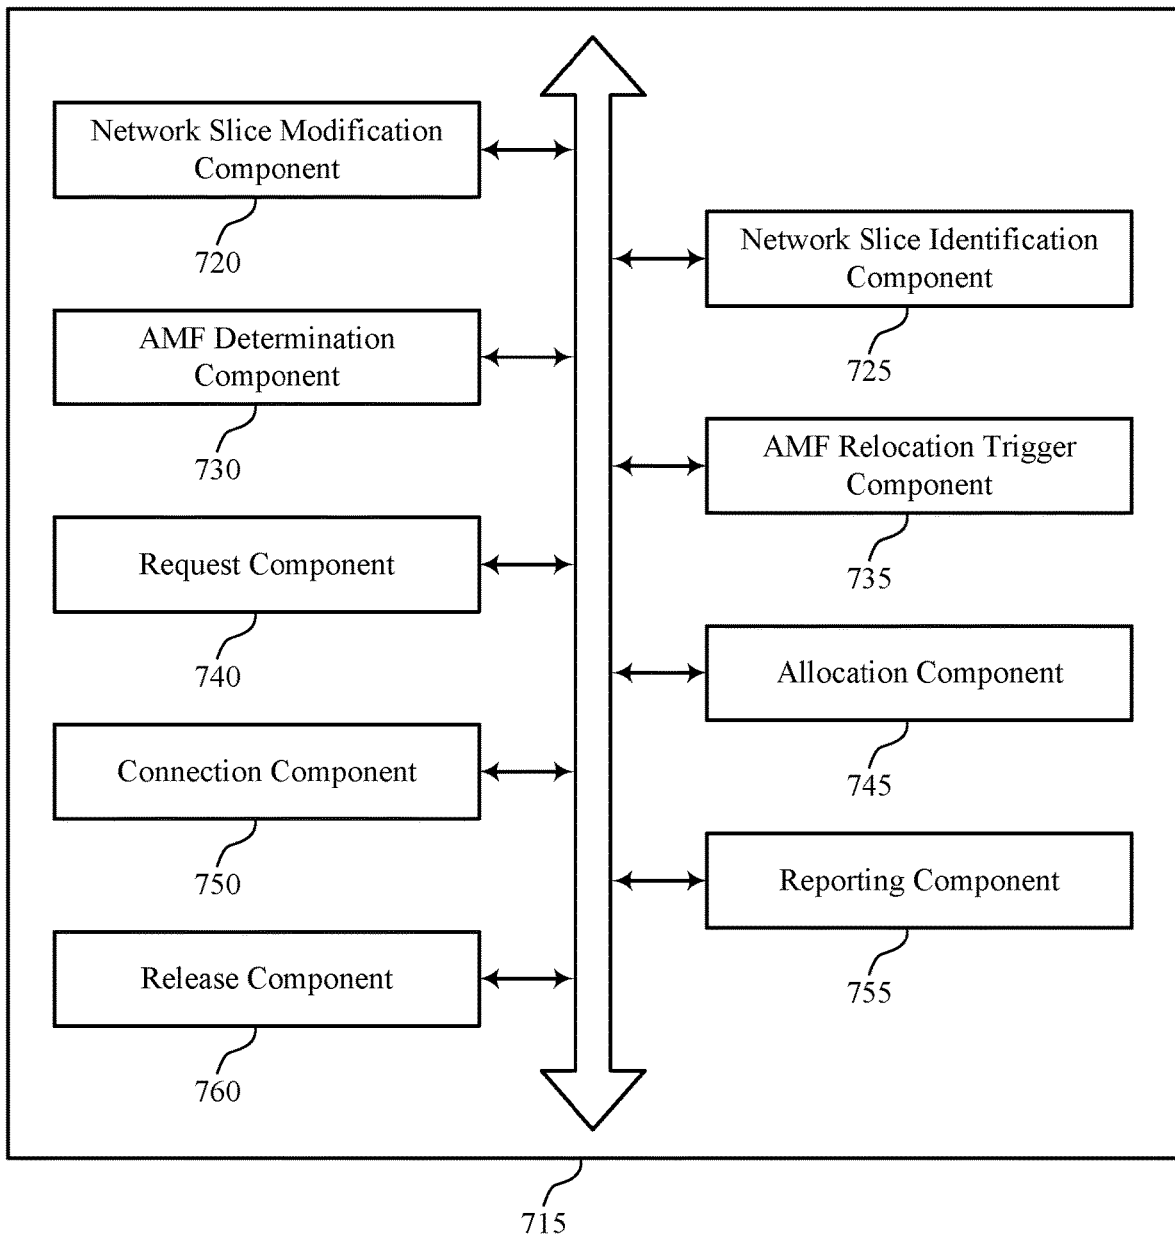 Network Slice Modification
Component
720
Network Slice Identification
Component
725
AMF Determination
Component
730
AMF Relocation Trigger
Component
735
Request Component
740
Allocation Component
745
Connection Component
750
Reporting Component
755
Release Component
760
715